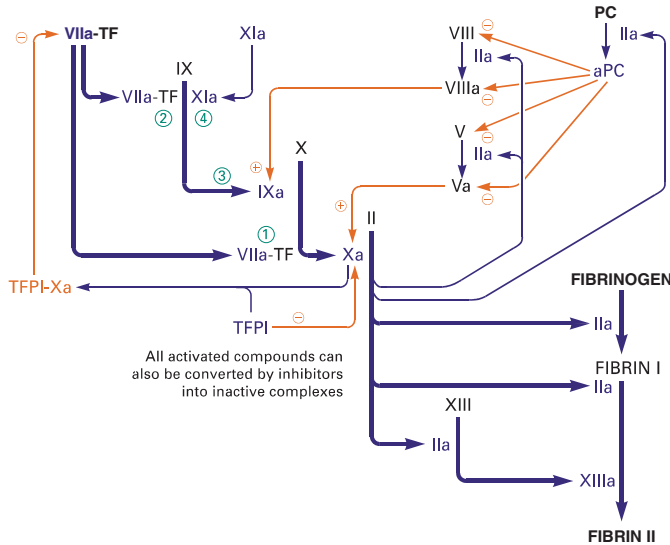 ⊖ VIIa-TF XIa VIII ⊖ PC
IIa IIa
IX aPC
VIIa-TF XIa VIIIa ⊖
② ④
V ⊖
X IIa
③ ⊕
IXa Va ⊖
⊕ II
①
VIIa-TF Xa
TFPI-Xa FIBRINOGEN
TFPI ⊖ IIa
All activated compounds can
also be converted by inhibitors
into inactive complexes
FIBRIN I
IIa
XIII
IIa
XIIIa
FIBRIN II